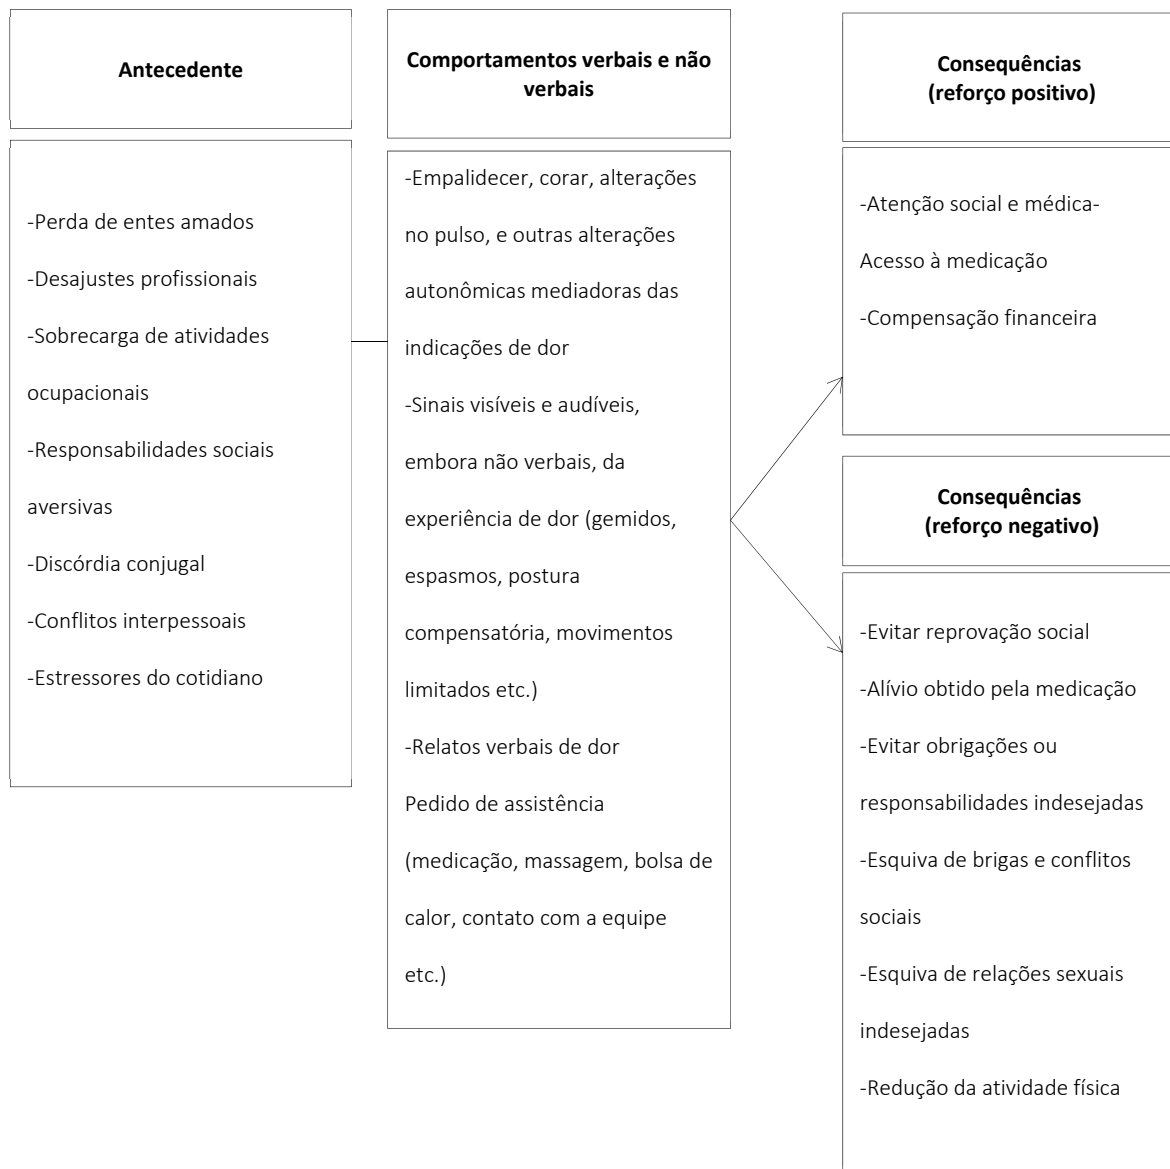 Antecedente
-Perda de entes amados
-Desajustes profissionais
-Sobrecarga de atividades
ocupacionais
-Responsabilidades sociais
aversivas
-Discórdia conjugal
-Conflitos interpessoais
-Estressores do cotidiano
Comportamentos verbais e não
verbais
-Empalidecer, corar, alterações
no pulso, e outras alterações
autonômicas mediadoras das
indicações de dor
-Sinais visíveis e audíveis,
embora não verbais, da
experiência de dor (gemidos,
espasmos, postura
compensatória, movimentos
limitados etc.)
-Relatos verbais de dor
Pedido de assistência
(medicação, massagem, bolsa de
calor, contato com a equipe
etc.)
Consequências
(reforço positivo)
-Atenção social e médica-
Acesso à medicação
-Compensação financeira
Consequências
(reforço negativo)
-Evitar reprovação social
-Alívio obtido pela medicação
-Evitar obrigações ou
responsabilidades indesejadas
-Esquiva de brigas e conflitos
sociais
-Esquiva de relações sexuais
indesejadas
-Redução da atividade física